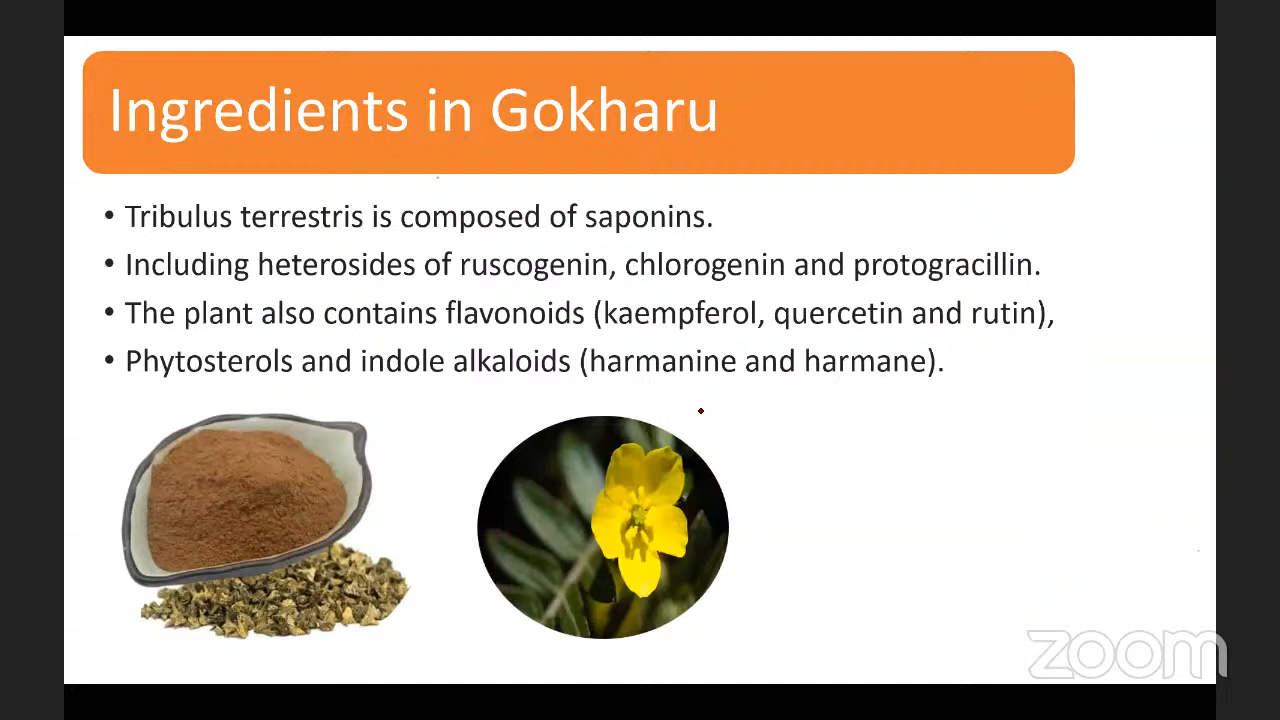 Ingredients in Gokharu
• Tribulus terrestris is composed of saponins.
• Including heterosides of ruscogenin, chlorogenin and protogracillin.
• The plant also contains flavonoids (kaempferol, quercetin and rutin),
• Phytosterols and indole alkaloids (harmanine and harmane).
zoom